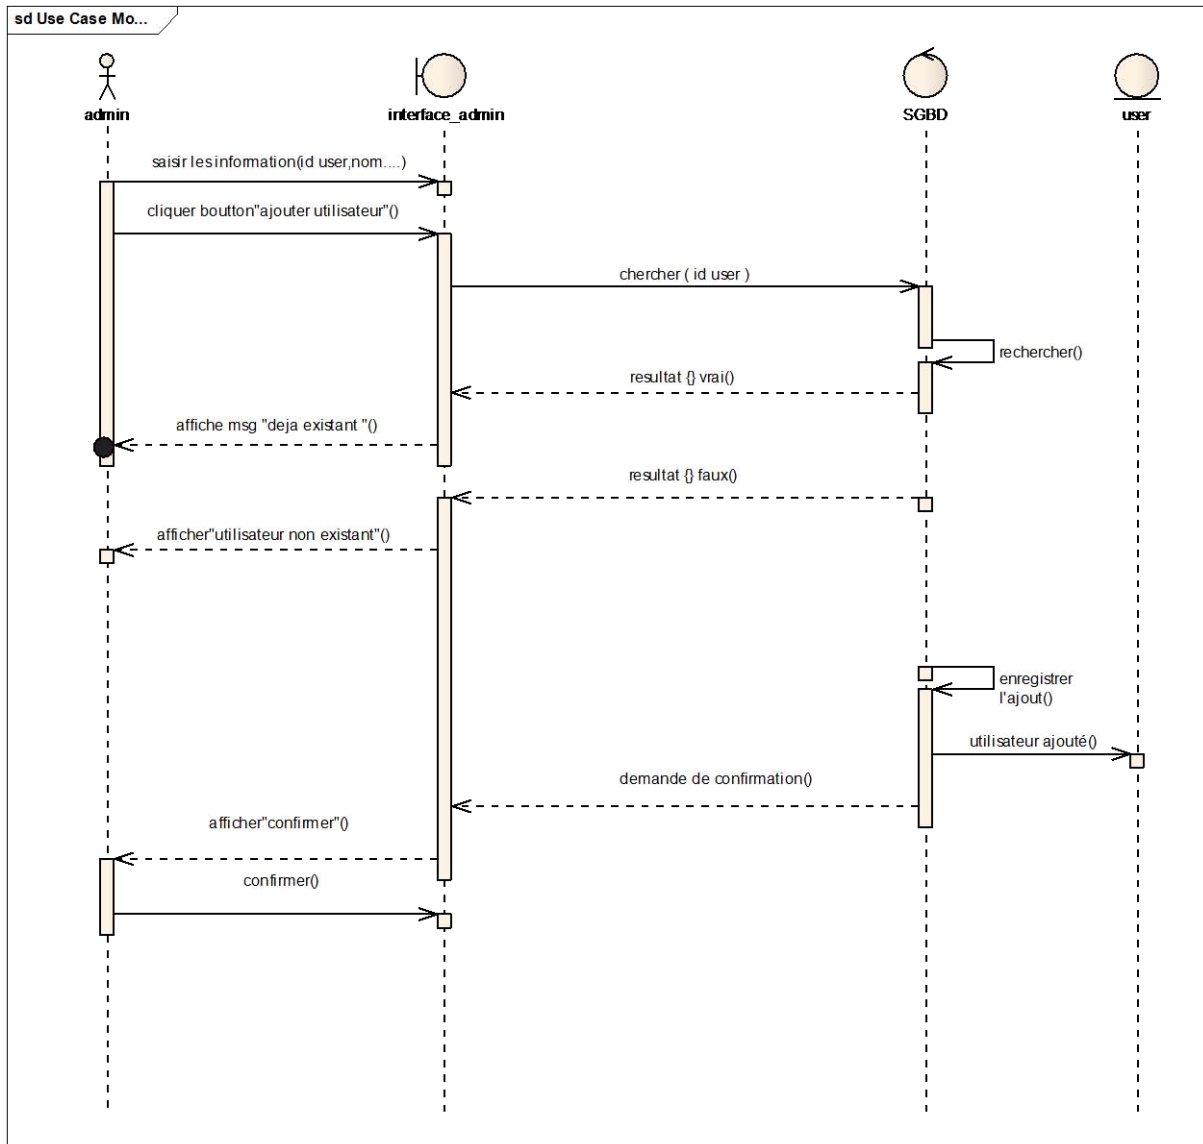 sd Use Case Mo...
admin
interface_admin
SGBD
user
saisir les information(id user,nom....)
cliquer boutton"ajouter utilisateur"()
chercher ( id user )
rechercher()
resultat {} vrai()
affiche msg "deja existant "()
resultat {} faux()
afficher"utilisateur non existant"()
enregistrer
l'ajout()
utilisateur ajouté()
demande de confirmation()
afficher"confirmer"()
confirmer()